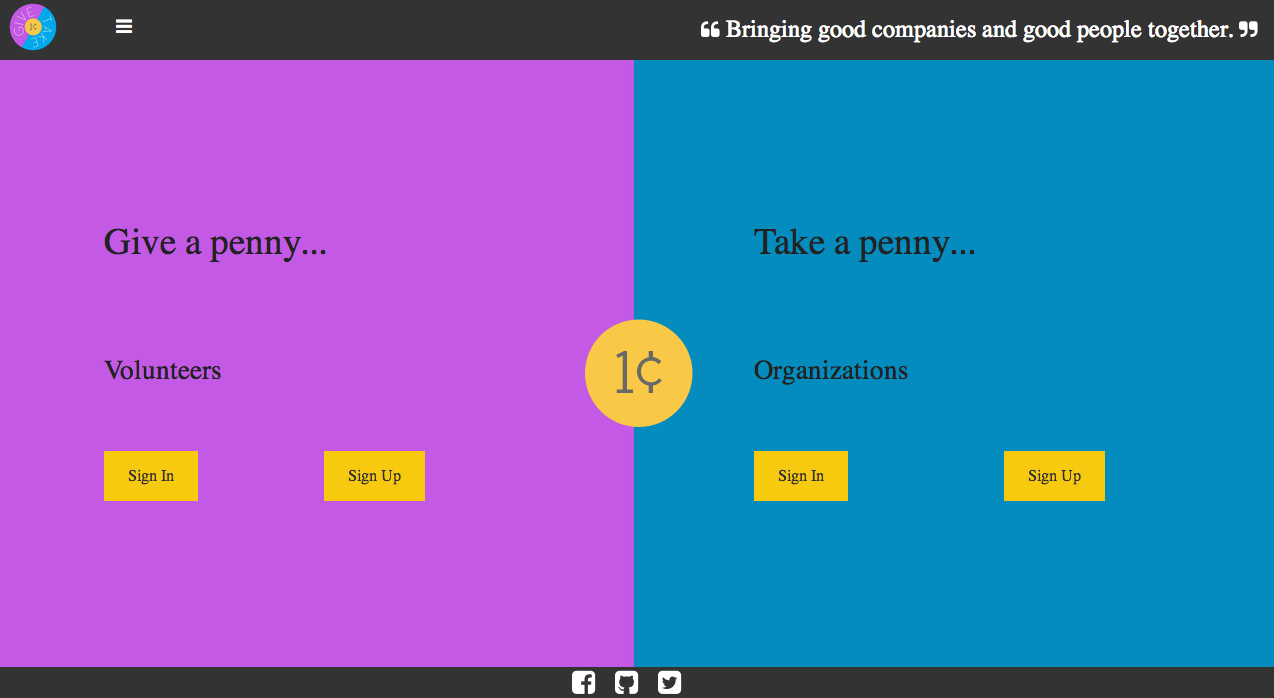 GIVE TAKE
1¢
TAKE
❝ Bringing good companies and good people together. ❞
Give a penny...
Take a penny...
Volunteers
1¢
Organizations
Sign In
Sign Up
Sign In
Sign Up